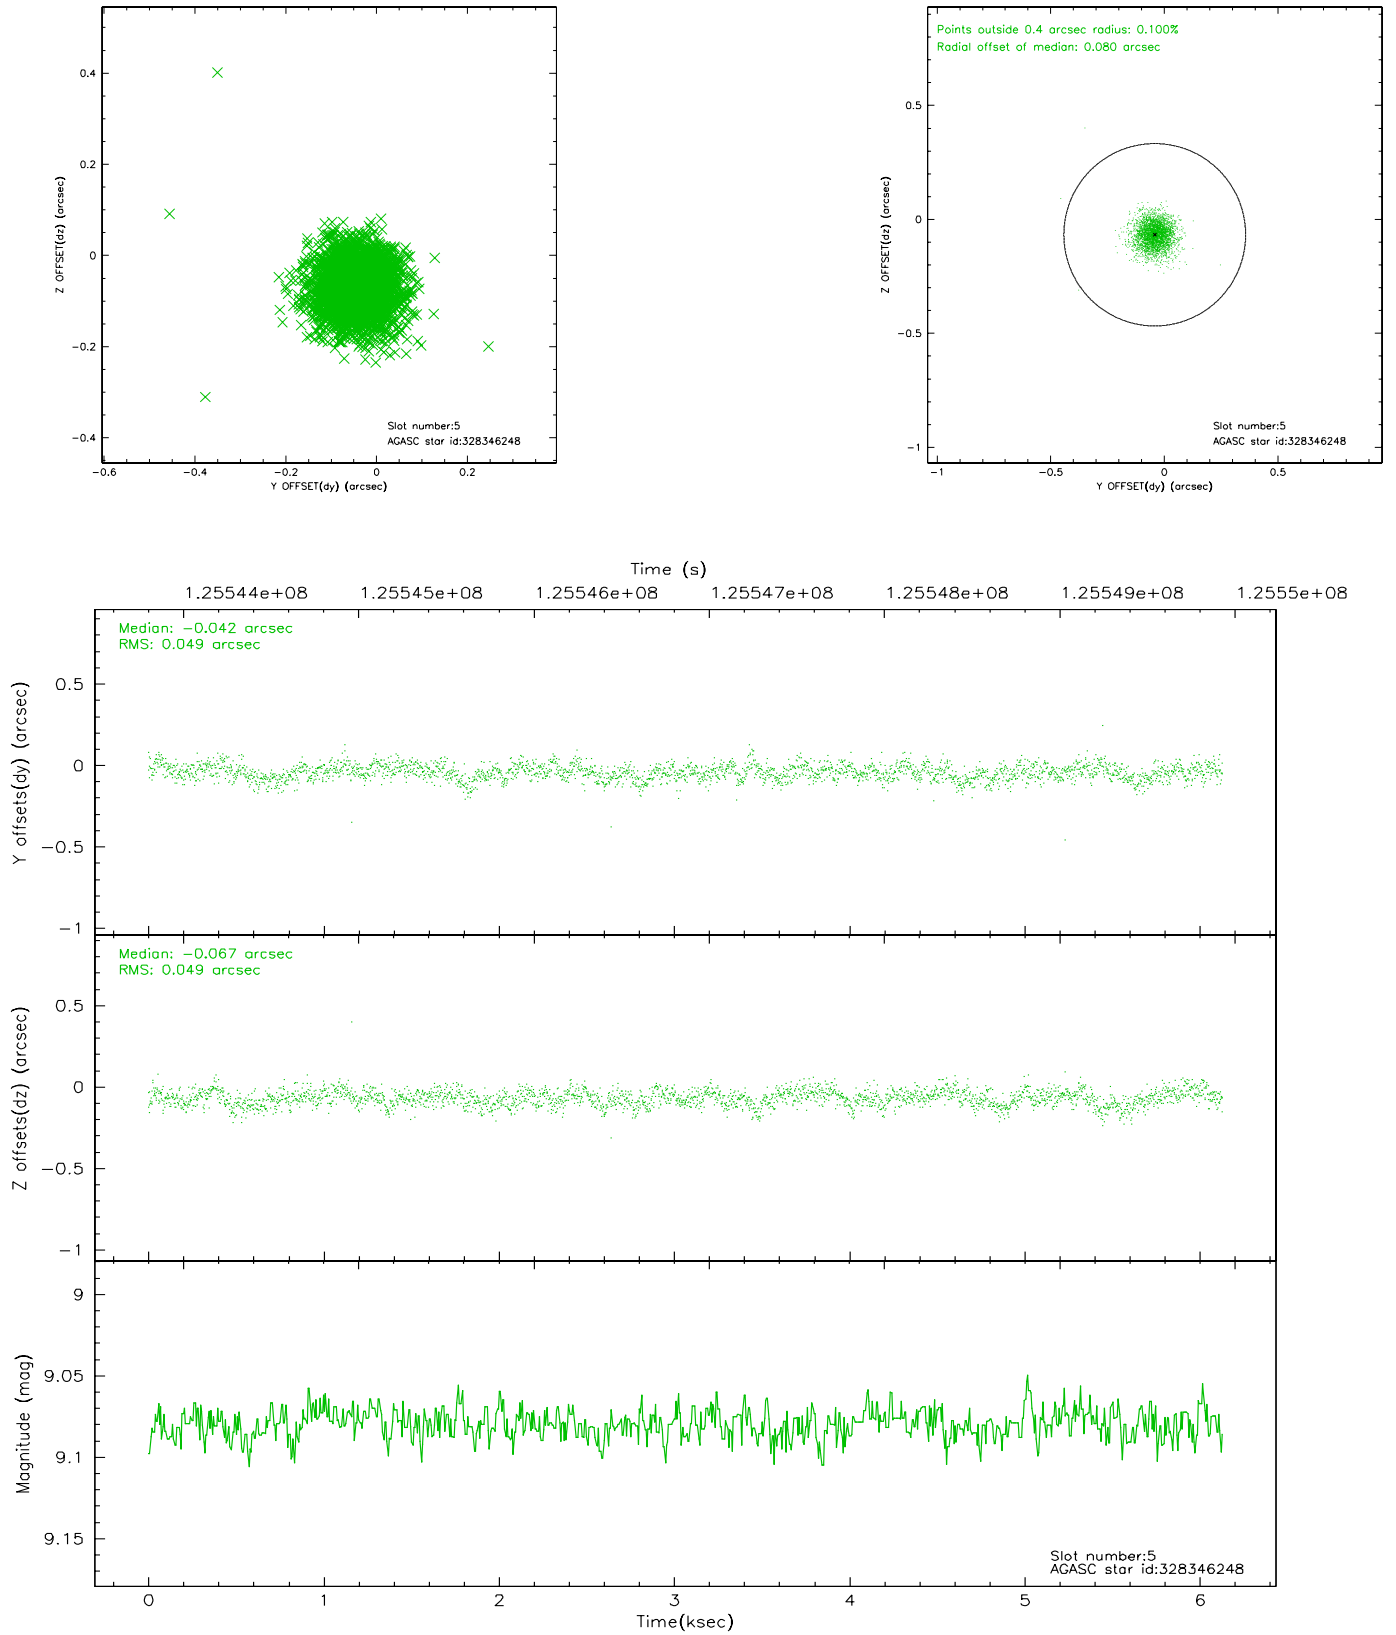 0.4
0.2
0
−0.2
−0.4
Z OFFSET(dz) (arcsec)
Slot number:5
AGASC star id:328346248
−0.6
−0.4
−0.2
0
0.2
Y OFFSET(dy) (arcsec)
Points outside 0.4 arcsec radius: 0.100%
Radial offset of median: 0.080 arcsec
0.5
0
−0.5
−1
Z OFFSET(dz) (arcsec)
Slot number:5
AGASC star id:328346248
−1
−0.5
0
0.5
Y OFFSET(dy) (arcsec)
Time (s)
1.25544e+08
1.25545e+08
1.25546e+08
1.25547e+08
1.25548e+08
1.25549e+08
1.2555e+08
Median: −0.042 arcsec
RMS: 0.049 arcsec
0.5
0
−0.5
−1
Y offsets(dy) (arcsec)
Median: −0.067 arcsec
RMS: 0.049 arcsec
0.5
0
−0.5
−1
Z offsets(dz) (arcsec)
9
9.05
9.1
9.15
Magnitude (mag)
Slot number:5
AGASC star id:328346248
0
1
2
3
4
5
6
Time(ksec)